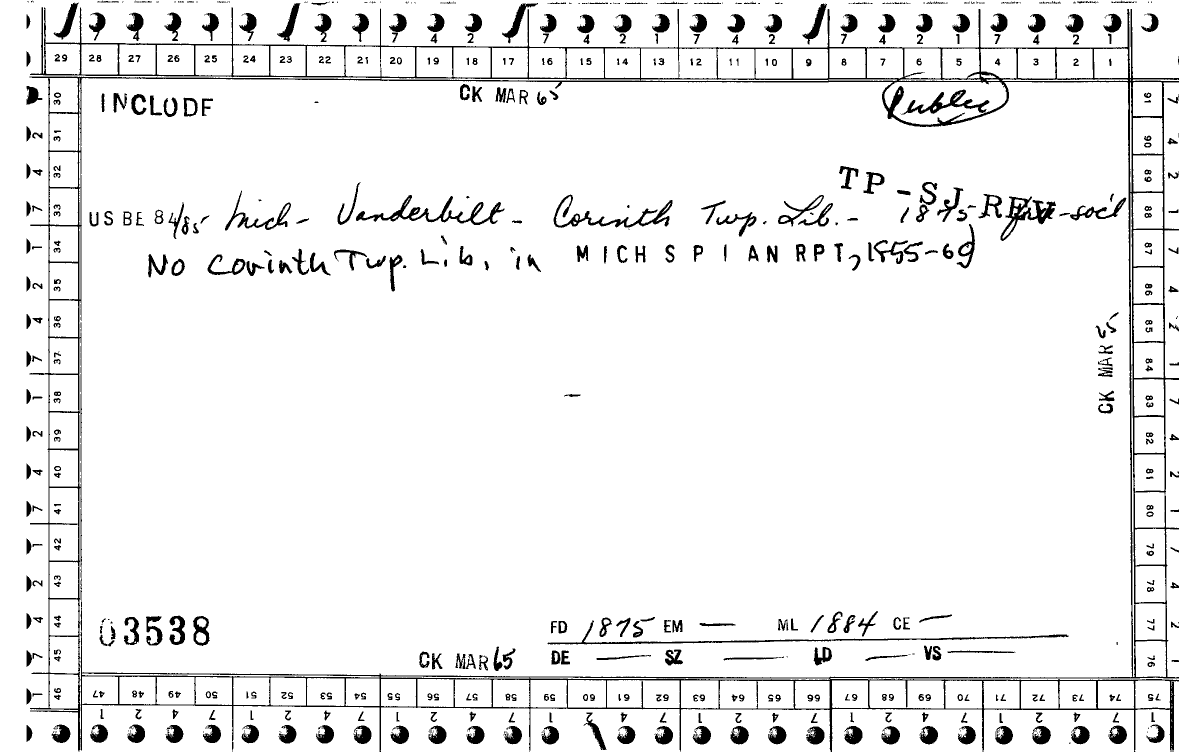 7 4 2 1 7 4 2 1 7 4 2 1 7 4 2 1 7 4 2 1 7 4 2 1 7 4 2 1
29 28 27 26 25 24 23 22 21 20 19 18 17 16 15 14 13 12 11 10 9 8 7 6 5 4 3 2 1
INCLUDE
CK MAR 65
Public
TP - SJ REV
US BE 84/85 Mich - Vanderbilt - Corinth Twp. Lib. - 1875 - -soc'l
No Corinth Twp. Lib. in MICH S P I AN RPT, 1855-69
CK MAR 65
03538
FD 1875 EM — ML 1884 CE —
CK MAR 65
DE — SZ — LD — VS —
30 31 32 33 34 35 36 37 38 39 40 41 42 43 44 45 46
91 90 89 88 87 86 85 84 83 82 81 80 79 78 77 76 75
47 48 49 50 51 52 53 54 55 56 57 58 59 60 61 62 63 64 65 66 67 68 69 70 71 72 73 74
1 2 4 7 1 2 4 7 1 2 4 7 1 2 4 7 1 2 4 7 1 2 4 7 1 2 4 7